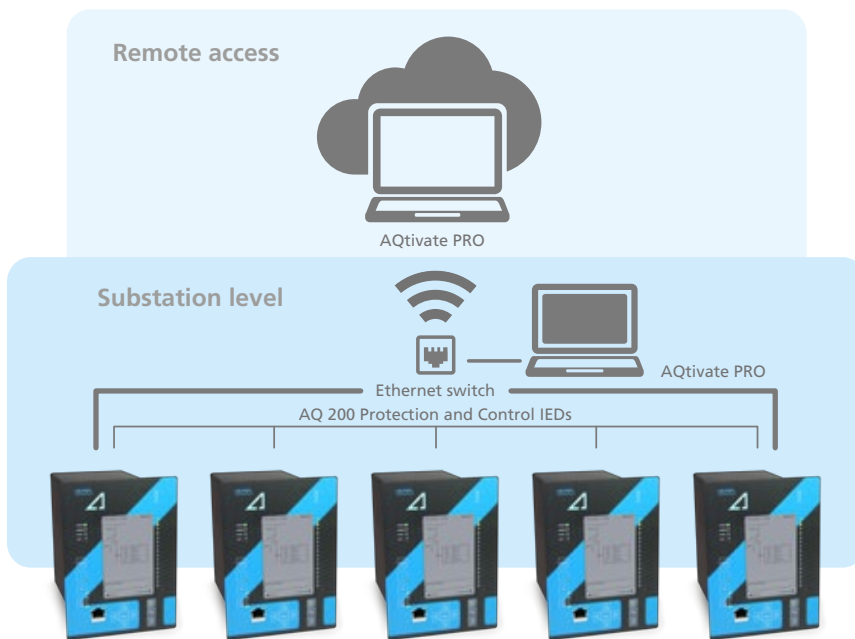 Remote access
AQtivate PRO
Substation level
AQtivate PRO
Ethernet switch
AQ 200 Protection and Control IEDs